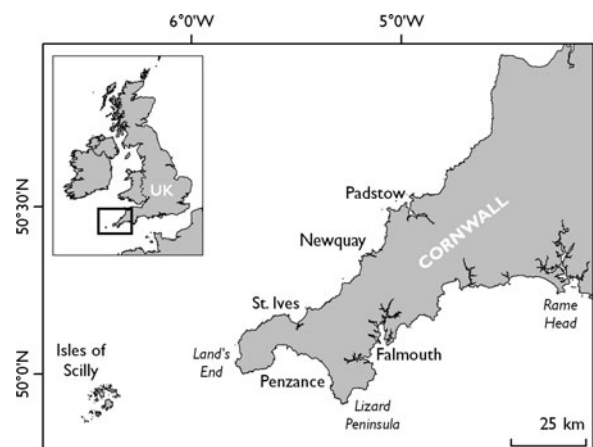 6°0'W
5°0'W
UK
50°30'N
Padstow
CORNWALL
Newquay
St. Ives
Rame
Head
Isles of
Scilly
Land's
End
Falmouth
50°0'N
Penzance
Lizard
Peninsula
25 km